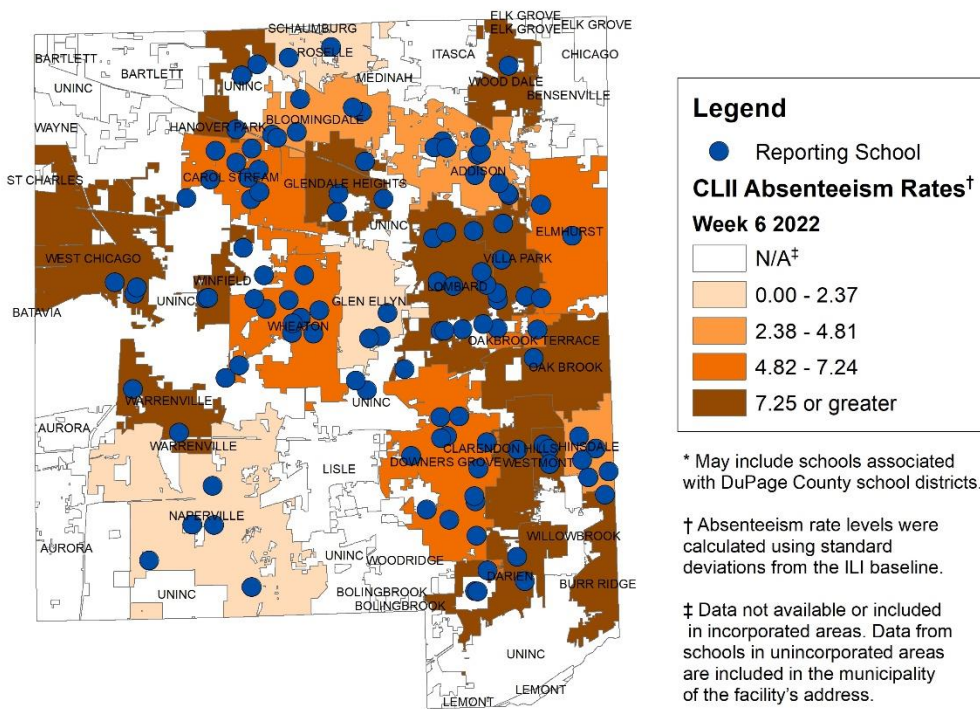 SCHAUMBURG
ELK GROVE
ELK GROVE
ELK GROVE
BARTLETT
ROSELLE
ITASCA
CHICAGO
BARTLETT
MEDINAH
UNINC
UNINC
WOOD DALE
BENSENVILLE
WAYNE
HANOVER PARK
BLOOMINGDALE
ST CHARLES
CAROL STREAM
GLENDALE HEIGHTS
ADDISON
UNINC
ELMHURST
WEST CHICAGO
VILLA PARK
WINFIELD
LOMBARD
UNINC
GLEN ELLYN
BATAVIA
WHEATON
OAKBROOK TERRACE
OAK BROOK
WARRENVILLE
UNINC
AURORA
WARRENVILLE
CLARENDON HILLS
HINSDALE
LISLE
DOWNERS GROVE
WESTMONT
NAPERVILLE
AURORA
UNINC
WOODRIDGE
WILLOWBROOK
UNINC
BOLINGBROOK
BOLINGBROOK
DARIEN
BURR RIDGE
UNINC
LEMONT
LEMONT
Legend
Reporting School
CLII Absenteeism Rates†
Week 6 2022
N/A‡
0.00 - 2.37
2.38 - 4.81
4.82 - 7.24
7.25 or greater
* May include schools associated
with DuPage County school districts.
† Absenteeism rate levels were
calculated using standard
deviations from the ILI baseline.
‡ Data not available or included
in incorporated areas. Data from
schools in unincorporated areas
are included in the municipality
of the facility's address.